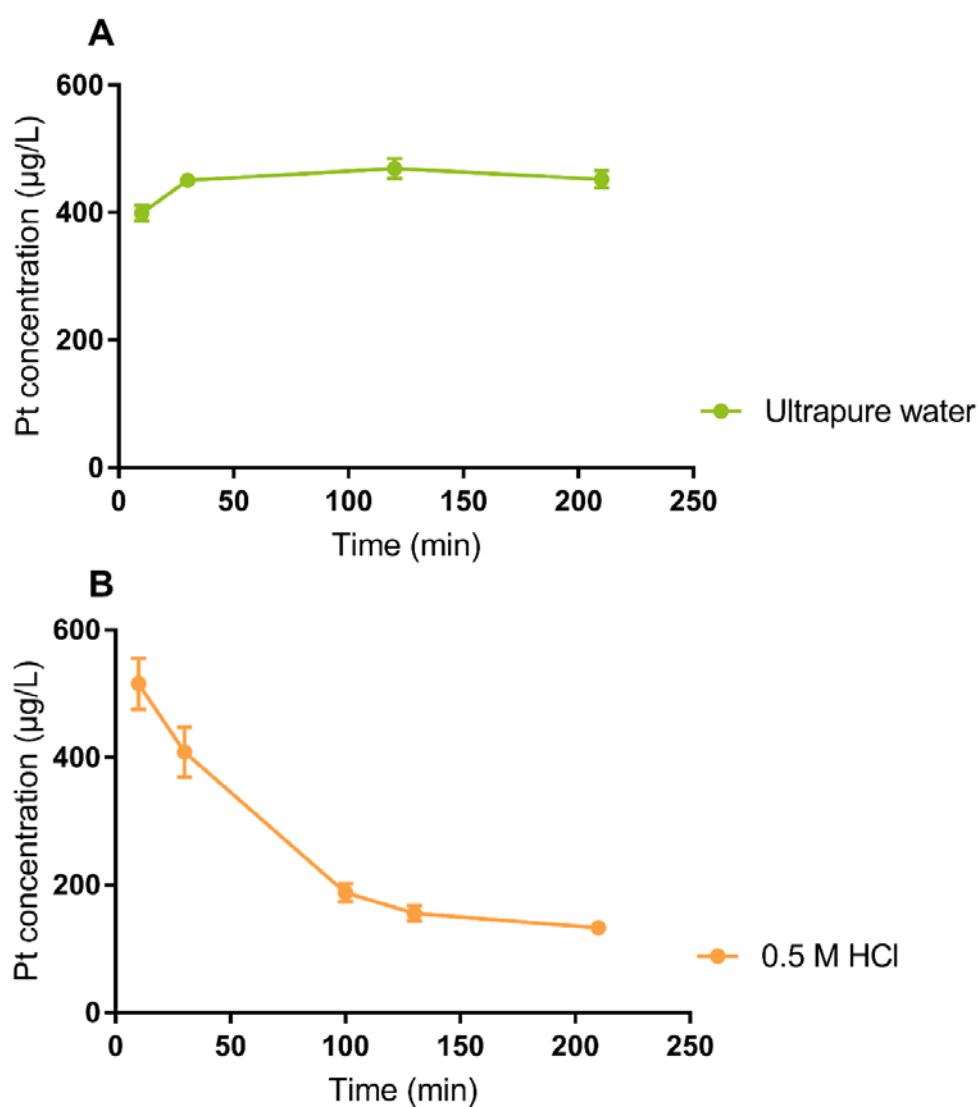 A
600
400
200
0
Pt concentration (µg/L)
0 50 100 150 200 250
Time (min)
Ultrapure water
B
600
400
200
0
Pt concentration (µg/L)
0 50 100 150 200 250
Time (min)
0.5 M HCl